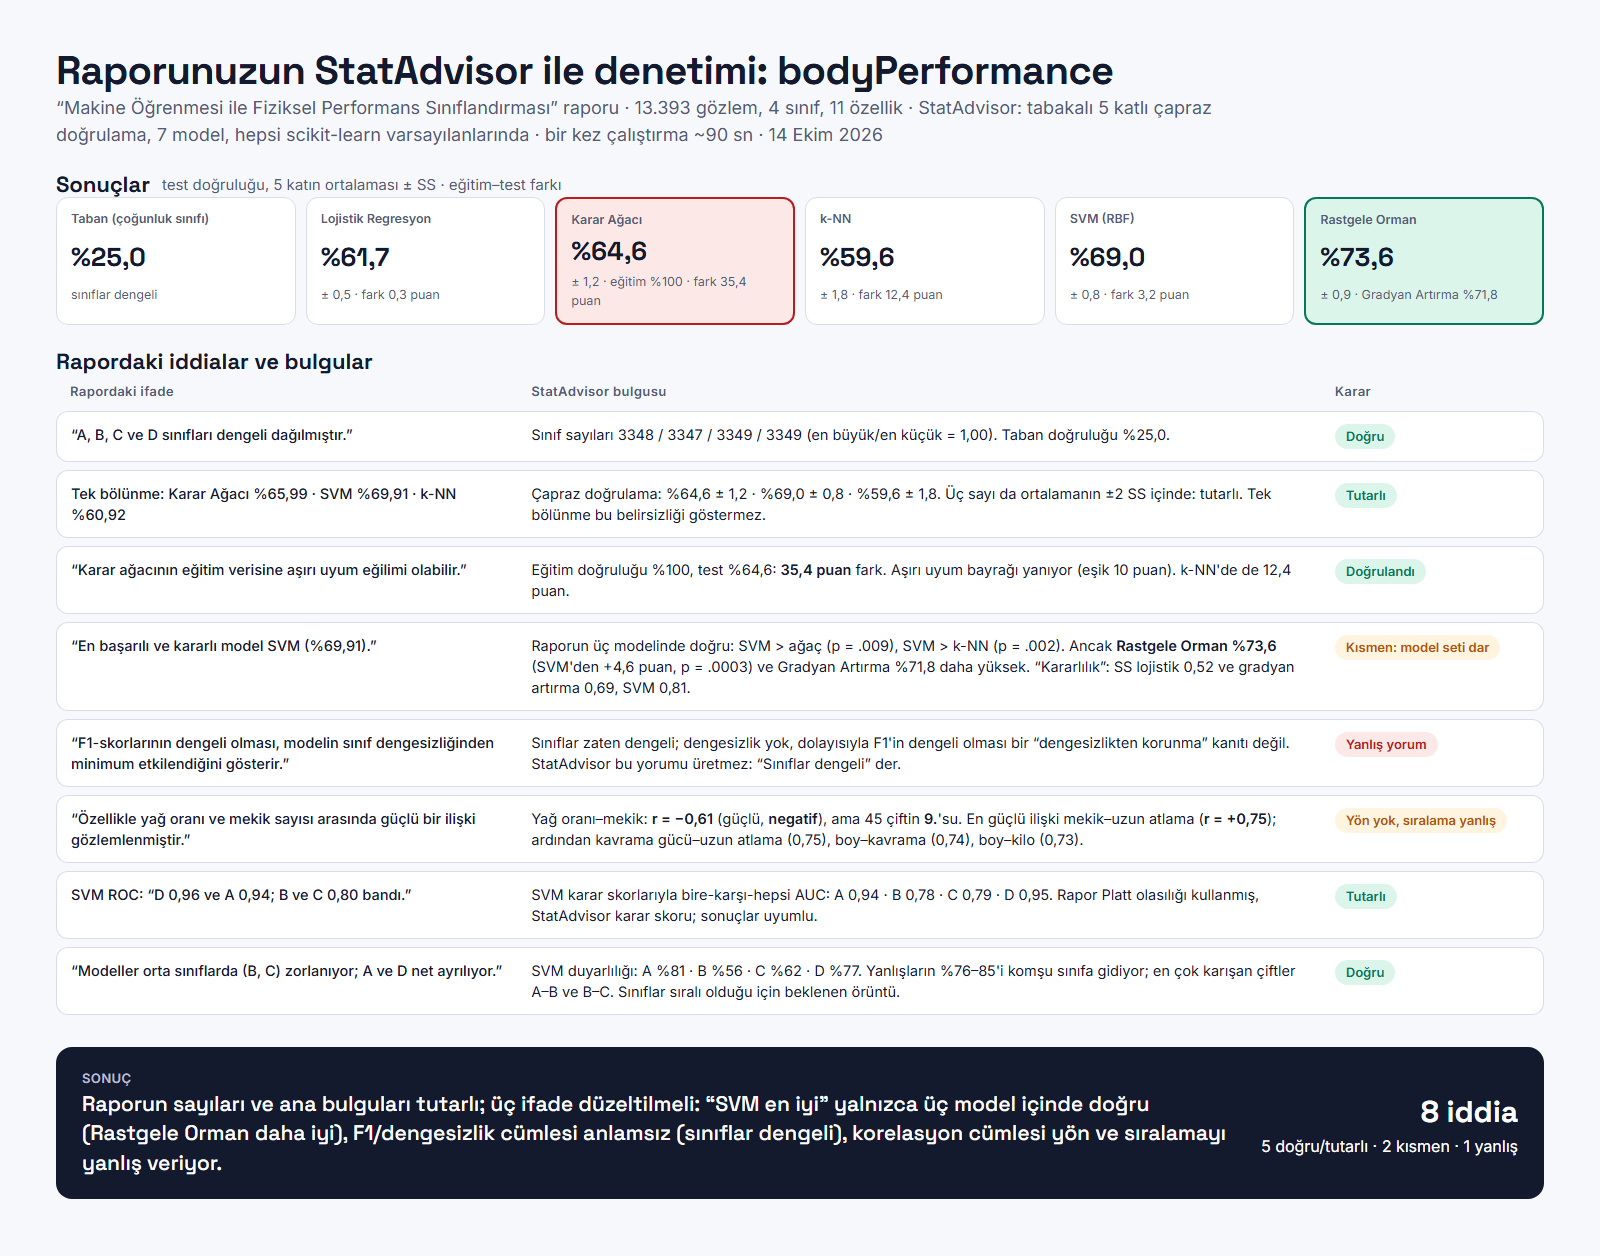 Raporunuzun StatAdvisor ile denetimi: bodyPerformance
“Makine Öğrenmesi ile Fiziksel Performans Sınıflandırması” raporu · 13.393 gözlem, 4 sınıf, 11 özellik · StatAdvisor: tabakalı 5 katlı çapraz
doğrulama, 7 model, hepsi scikit-learn varsayılanlarında · bir kez çalıştırma ~90 sn · 14 Ekim 2026
Sonuçlar test doğruluğu, 5 katın ortalaması ± SS · eğitim–test farkı
Taban (çoğunluk sınıfı)
%25,0
sınıflar dengeli
Lojistik Regresyon
%61,7
± 0,5 · fark 0,3 puan
Karar Ağacı
%64,6
± 1,2 · eğitim %100 · fark 35,4
puan
k-NN
%59,6
± 1,8 · fark 12,4 puan
SVM (RBF)
%69,0
± 0,8 · fark 3,2 puan
Rastgele Orman
%73,6
± 0,9 · Gradyan Artırma %71,8
Rapordaki iddialar ve bulgular
Rapordaki ifade StatAdvisor bulgusu Karar
“A, B, C ve D sınıfları dengeli dağılmıştır.”
Sınıf sayıları 3348 / 3347 / 3349 / 3349 (en büyük/en küçük = 1,00). Taban doğruluğu %25,0.
Doğru
Tek bölünme: Karar Ağacı %65,99 · SVM %69,91 · k-NN
%60,92
Çapraz doğrulama: %64,6 ± 1,2 · %69,0 ± 0,8 · %59,6 ± 1,8. Üç sayı da ortalamanın ±2 SS içinde: tutarlı. Tek
bölünme bu belirsizliği göstermez.
Tutarlı
“Karar ağacının eğitim verisine aşırı uyum eğilimi olabilir.”
Eğitim doğruluğu %100, test %64,6: 35,4 puan fark. Aşırı uyum bayrağı yanıyor (eşik 10 puan). k-NN'de de 12,4
puan.
Doğrulandı
“En başarılı ve kararlı model SVM (%69,91).”
Raporun üç modelinde doğru: SVM > ağaç (p = .009), SVM > k-NN (p = .002). Ancak Rastgele Orman %73,6
(SVM'den +4,6 puan, p = .0003) ve Gradyan Artırma %71,8 daha yüksek. “Kararlılık”: SS lojistik 0,52 ve gradyan
artırma 0,69, SVM 0,81.
Kısmen: model seti dar
“F1-skorlarının dengeli olması, modelin sınıf dengesizliğinden
minimum etkilendiğini gösterir.”
Sınıflar zaten dengeli; dengesizlik yok, dolayısıyla F1'in dengeli olması bir “dengesizlikten korunma” kanıtı değil.
StatAdvisor bu yorumu üretmez: “Sınıflar dengeli” der.
Yanlış yorum
“Özellikle yağ oranı ve mekik sayısı arasında güçlü bir ilişki
gözlemlenmiştir.”
Yağ oranı–mekik: r = −0,61 (güçlü, negatif), ama 45 çiftin 9.'su. En güçlü ilişki mekik–uzun atlama (r = +0,75);
ardından kavrama gücü–uzun atlama (0,75), boy–kavrama (0,74), boy–kilo (0,73).
Yön yok, sıralama yanlış
SVM ROC: “D 0,96 ve A 0,94; B ve C 0,80 bandı.”
SVM karar skorlarıyla bire-karşı-hepsi AUC: A 0,94 · B 0,78 · C 0,79 · D 0,95. Rapor Platt olasılığı kullanmış,
StatAdvisor karar skoru; sonuçlar uyumlu.
Tutarlı
“Modeller orta sınıflarda (B, C) zorlanıyor; A ve D net ayrılıyor.”
SVM duyarlılığı: A %81 · B %56 · C %62 · D %77. Yanlışların %76–85'i komşu sınıfa gidiyor; en çok karışan çiftler
A–B ve B–C. Sınıflar sıralı olduğu için beklenen örüntü.
Doğru
SONUÇ
Raporun sayıları ve ana bulguları tutarlı; üç ifade düzeltilmeli: “SVM en iyi” yalnızca üç model içinde doğru
(Rastgele Orman daha iyi), F1/dengesizlik cümlesi anlamsız (sınıflar dengeli), korelasyon cümlesi yön ve sıralamayı
yanlış veriyor.
8 iddia
5 doğru/tutarlı · 2 kısmen · 1 yanlış